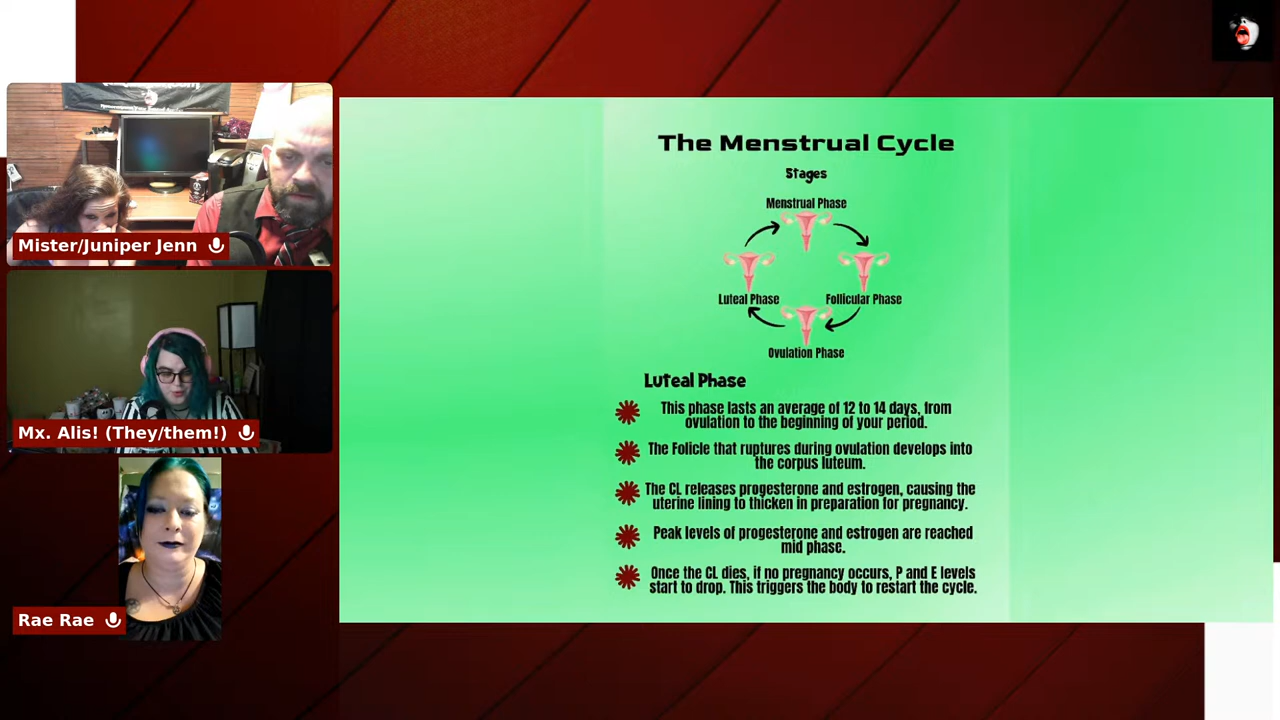 Mister/Juniper Jenn
Mx. Alis! (They/them!)
Rae Rae
The Menstrual Cycle
Stages
Menstrual Phase
Luteal Phase
Follicular Phase
Ovulation Phase
Luteal Phase
This phase lasts an average of 12 to 14 days, from
ovulation to the beginning of your period.
The Folicle that ruptures during ovulation develops into
the corpus luteum.
The CL releases progesterone and estrogen, causing the
uterine lining to thicken in preparation for pregnancy.
Peak levels of progesterone and estrogen are reached
mid phase.
Once the CL dies, if no pregnancy occurs, P and E levels
start to drop. This triggers the body to restart the cycle.